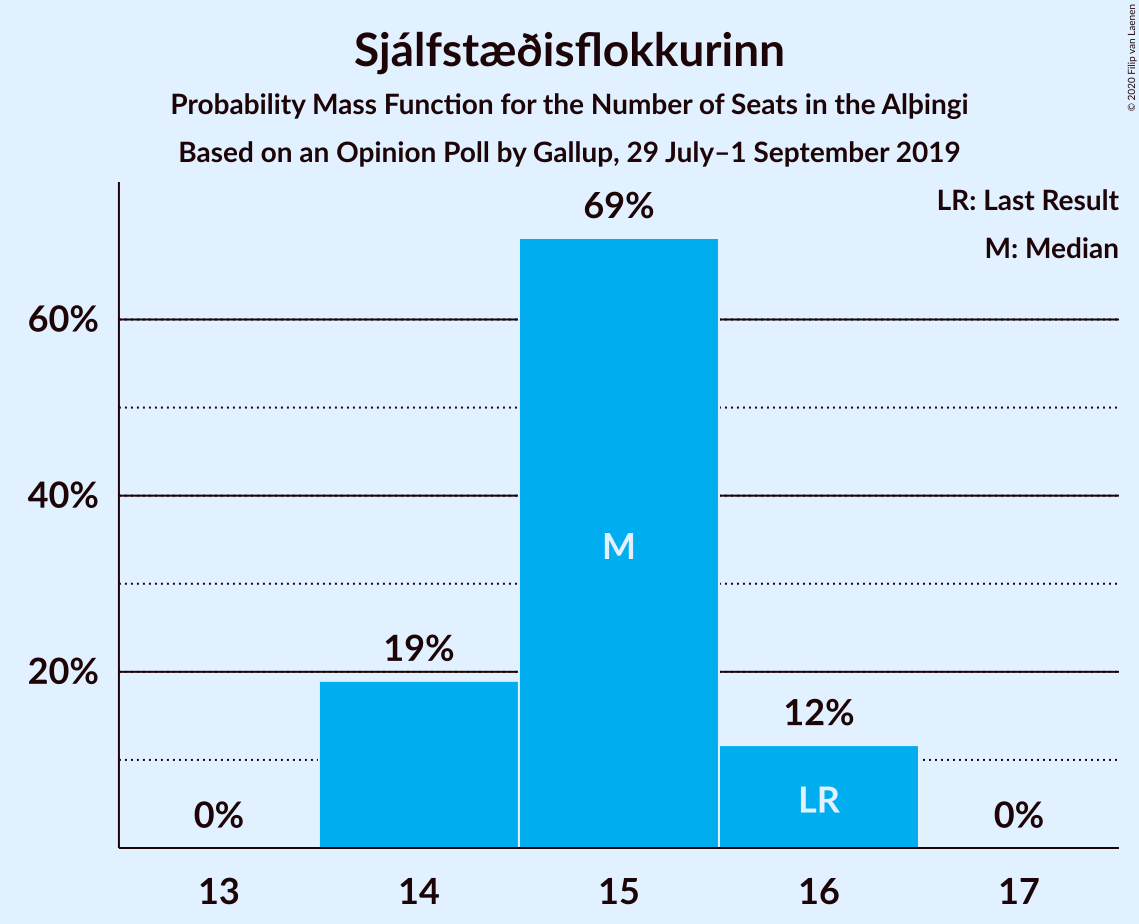 Sjálfstæðisflokkurinn
Probability Mass Function for the Number of Seats in the Alþingi
Based on an Opinion Poll by Gallup, 29 July–1 September 2019
© 2020 Filip van Laenen
LR: Last Result
M: Median
60%
40%
20%
0%
19%
69%
12%
0%
M
LR
13
14
15
16
17